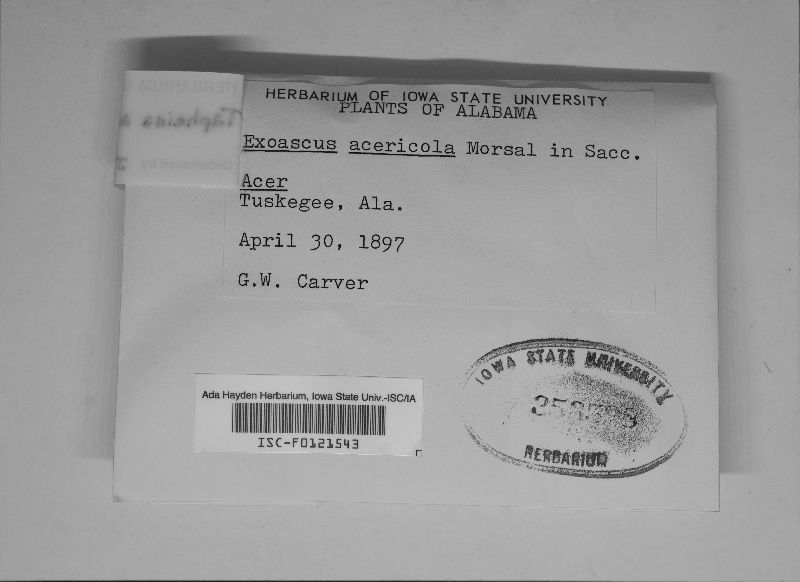 HERBARIUM OF IOWA STATE UNIVERSITY
PLANTS OF ALABAMA
Exoascus acericola Morsal in Sacc.
Acer
Tuskegee, Ala.
April 30, 1897
G.W. Carver
Ada Hayden Herbarium, Iowa State Univ.-ISC/IA
ISC-F0121543
IOWA STATE UNIVERSITY
HERBARIUM